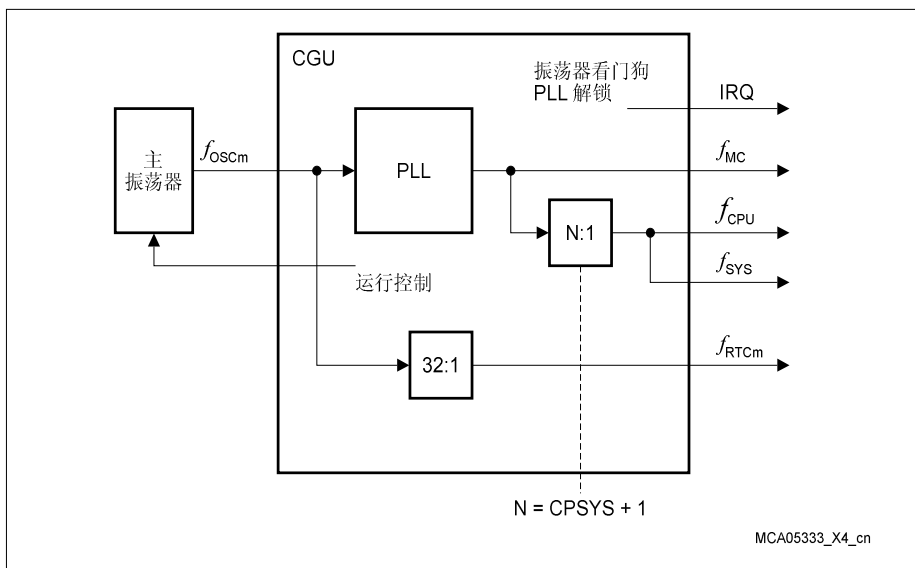 CGU
振荡器看门狗
PLL 解锁
IRQ
主
振荡器
fOSCm
PLL
fMC
N:1
fCPU
fSYS
运行控制
32:1
fRTCm
N = CPSYS + 1
MCA05333_X4_cn